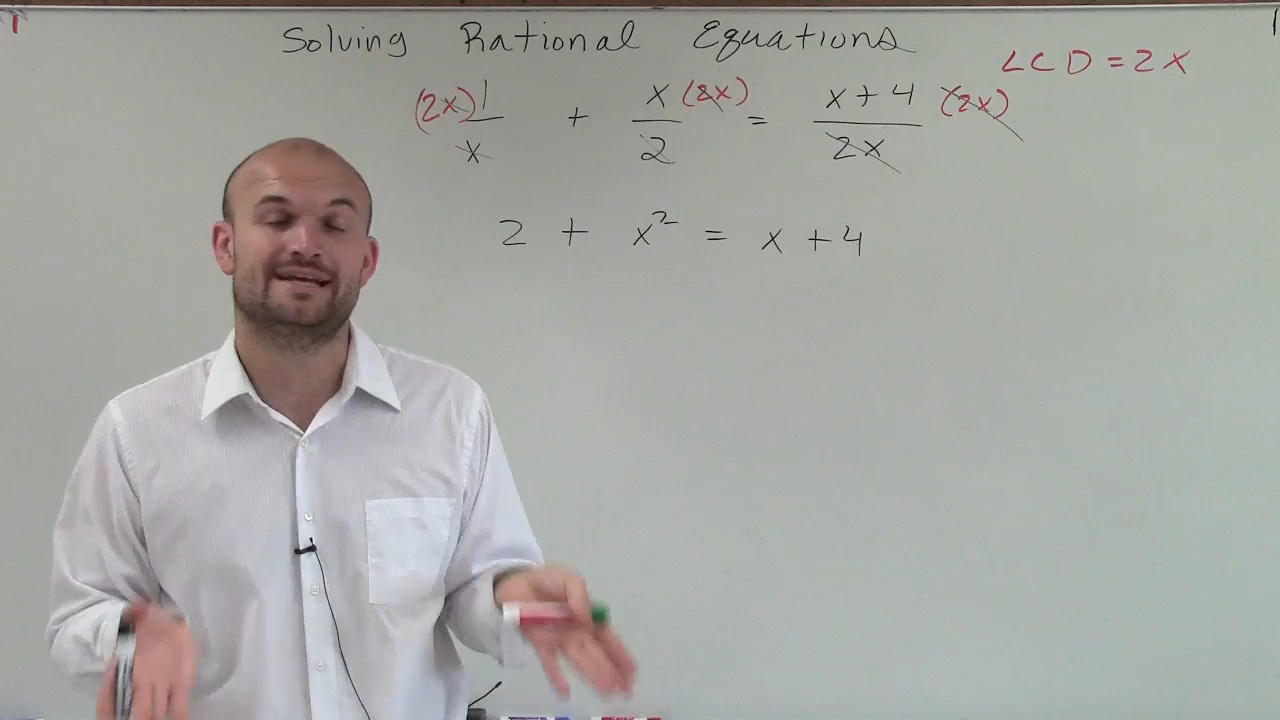 Solving Rational Equations
LCD = 2x
(2x) 1/x + x/2 (2x) = x + 4/2x (2x)
2 + x² = x + 4